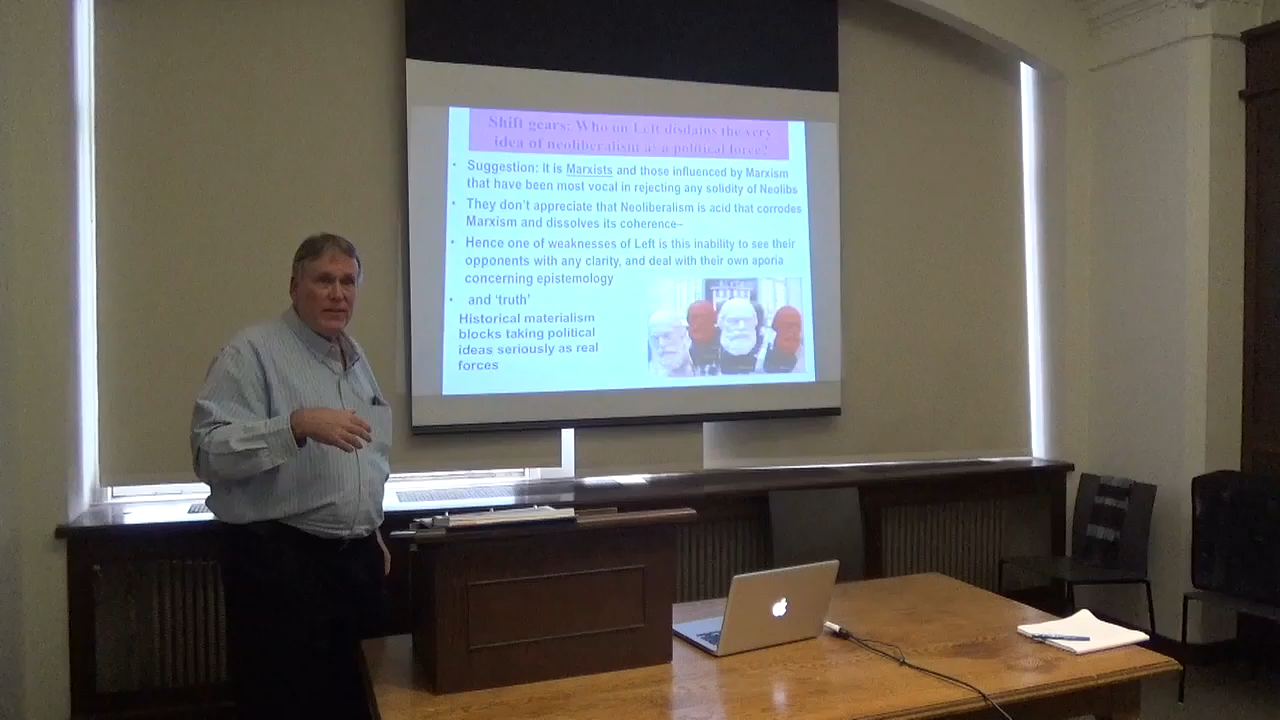 Shift gears: Who on Left disdains the very
idea of neoliberalism as a political force?
• Suggestion: It is Marxists and those influenced by Marxism
that have been most vocal in rejecting any solidity of Neolibs
• They don't appreciate that Neoliberalism is acid that corrodes
Marxism and dissolves its coherence–
• Hence one of weaknesses of Left is this inability to see their
opponents with any clarity, and deal with their own aporia
concerning epistemology
• and 'truth'
Historical materialism
blocks taking political
ideas seriously as real
forces